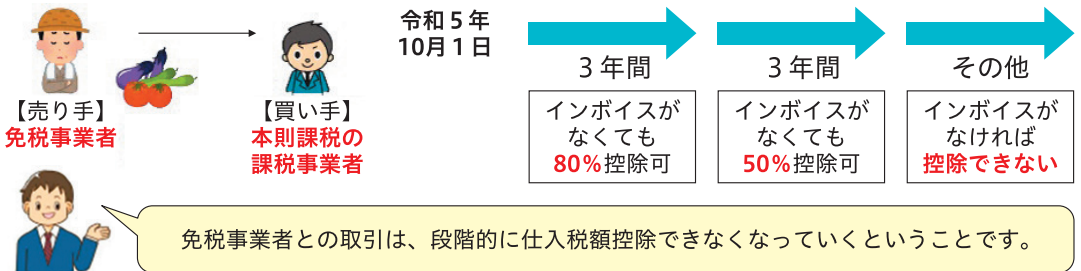 【売り手】
免税事業者
【買い手】
本則課税の
課税事業者
令和5年
10月1日
3年間
インボイスが
なくても
80%控除可
3年間
インボイスが
なくても
50%控除可
その他
インボイスが
なければ
控除できない
免税事業者との取引は、段階的に仕入税額控除できなくなっていくということです。